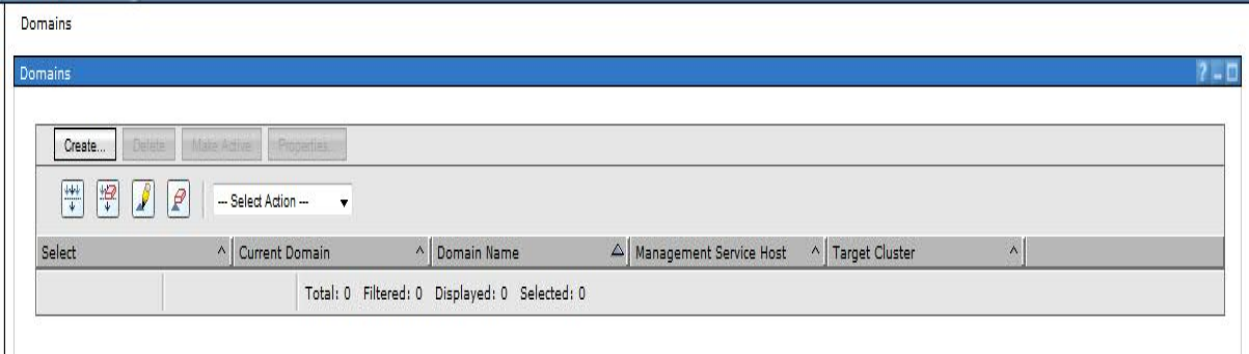 Domains
Domains
Create... Delete Make Active Properties...
--- Select Action ---
Select Current Domain Domain Name Management Service Host Target Cluster
Total: 0 Filtered: 0 Displayed: 0 Selected: 0